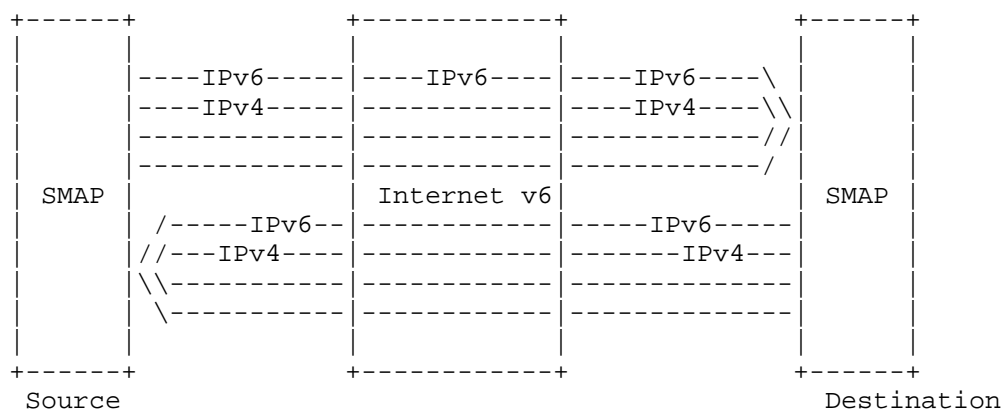 IPv6 IPv6 IPv6
IPv4 IPv4
SMAP Internet v6 SMAP
IPv6 IPv6
IPv4 IPv4
Source Destination